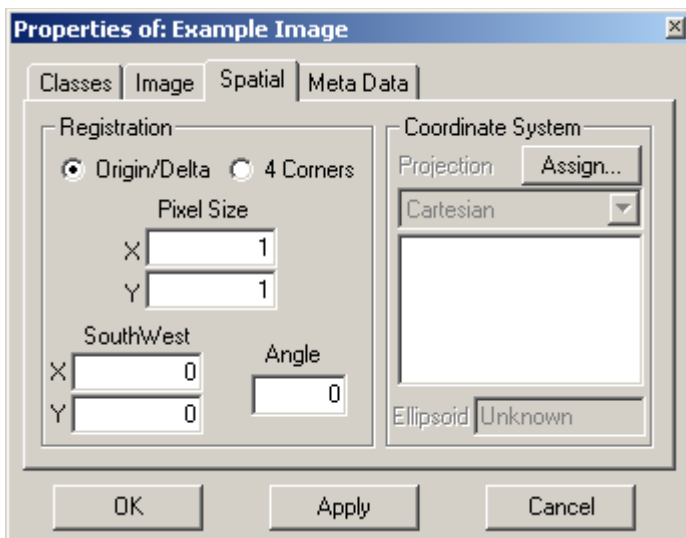 Properties of: Example Image
Classes Image Spatial Meta Data
Registration
Origin/Delta 4 Corners
Pixel Size
X 1
Y 1
SouthWest
X 0
Y 0
Angle
0
Coordinate System
Projection Assign...
Cartesian
Ellipsoid Unknown
OK Apply Cancel